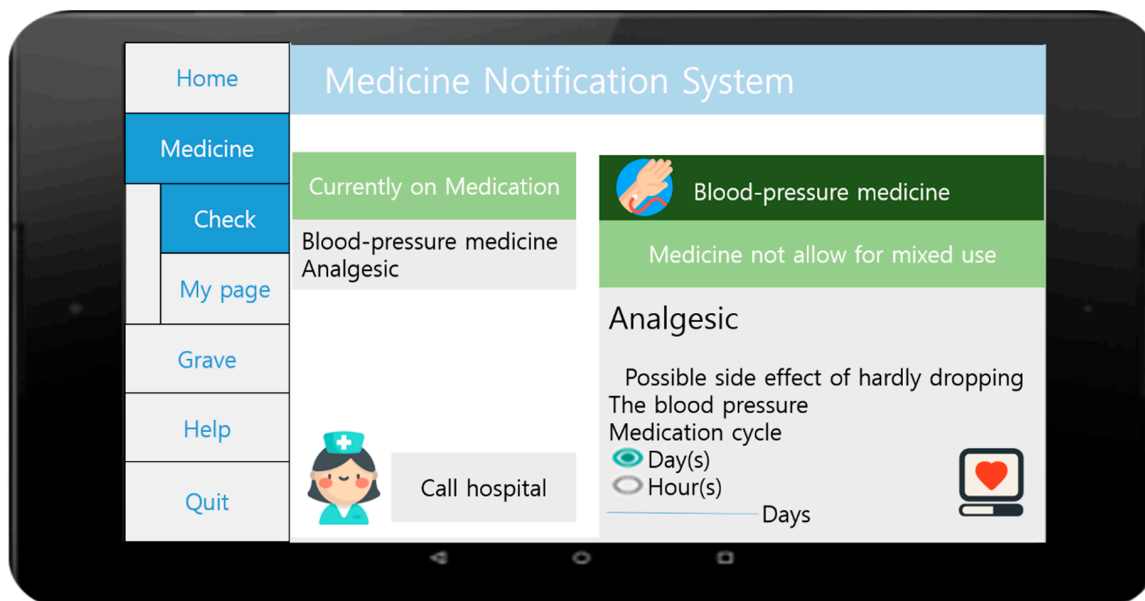 Home
Medicine
Check
My page
Grave
Help
Quit
Medicine Notification System
Currently on Medication
Blood-pressure medicine
Analgesic
Call hospital
Blood-pressure medicine
Medicine not allow for mixed use
Analgesic
Possible side effect of hardly dropping
The blood pressure
Medication cycle
Day(s)
Hour(s)
Days